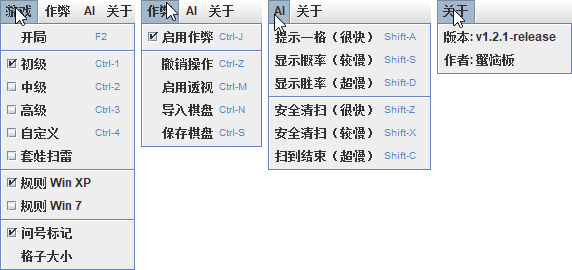 游戏 作弊 AI 关于
开局 F2
初级 Ctrl-1
中级 Ctrl-2
高级 Ctrl-3
自定义 Ctrl-4
套娃扫雷
规则 Win XP
规则 Win 7
问号标记
格子大小
作弊 AI 关于
启用作弊 Ctrl-J
撤销操作 Ctrl-Z
启用透视 Ctrl-M
导入棋盘 Ctrl-N
保存棋盘 Ctrl-S
AI 关于
提示一格（很快） Shift-A
显示概率（较慢） Shift-S
显示胜率（超慢） Shift-D
安全清扫（很快） Shift-Z
安全清扫（较慢） Shift-X
扫到结束（超慢） Shift-C
关于
版本: v1.2.1-release
作者: 蟹恼板